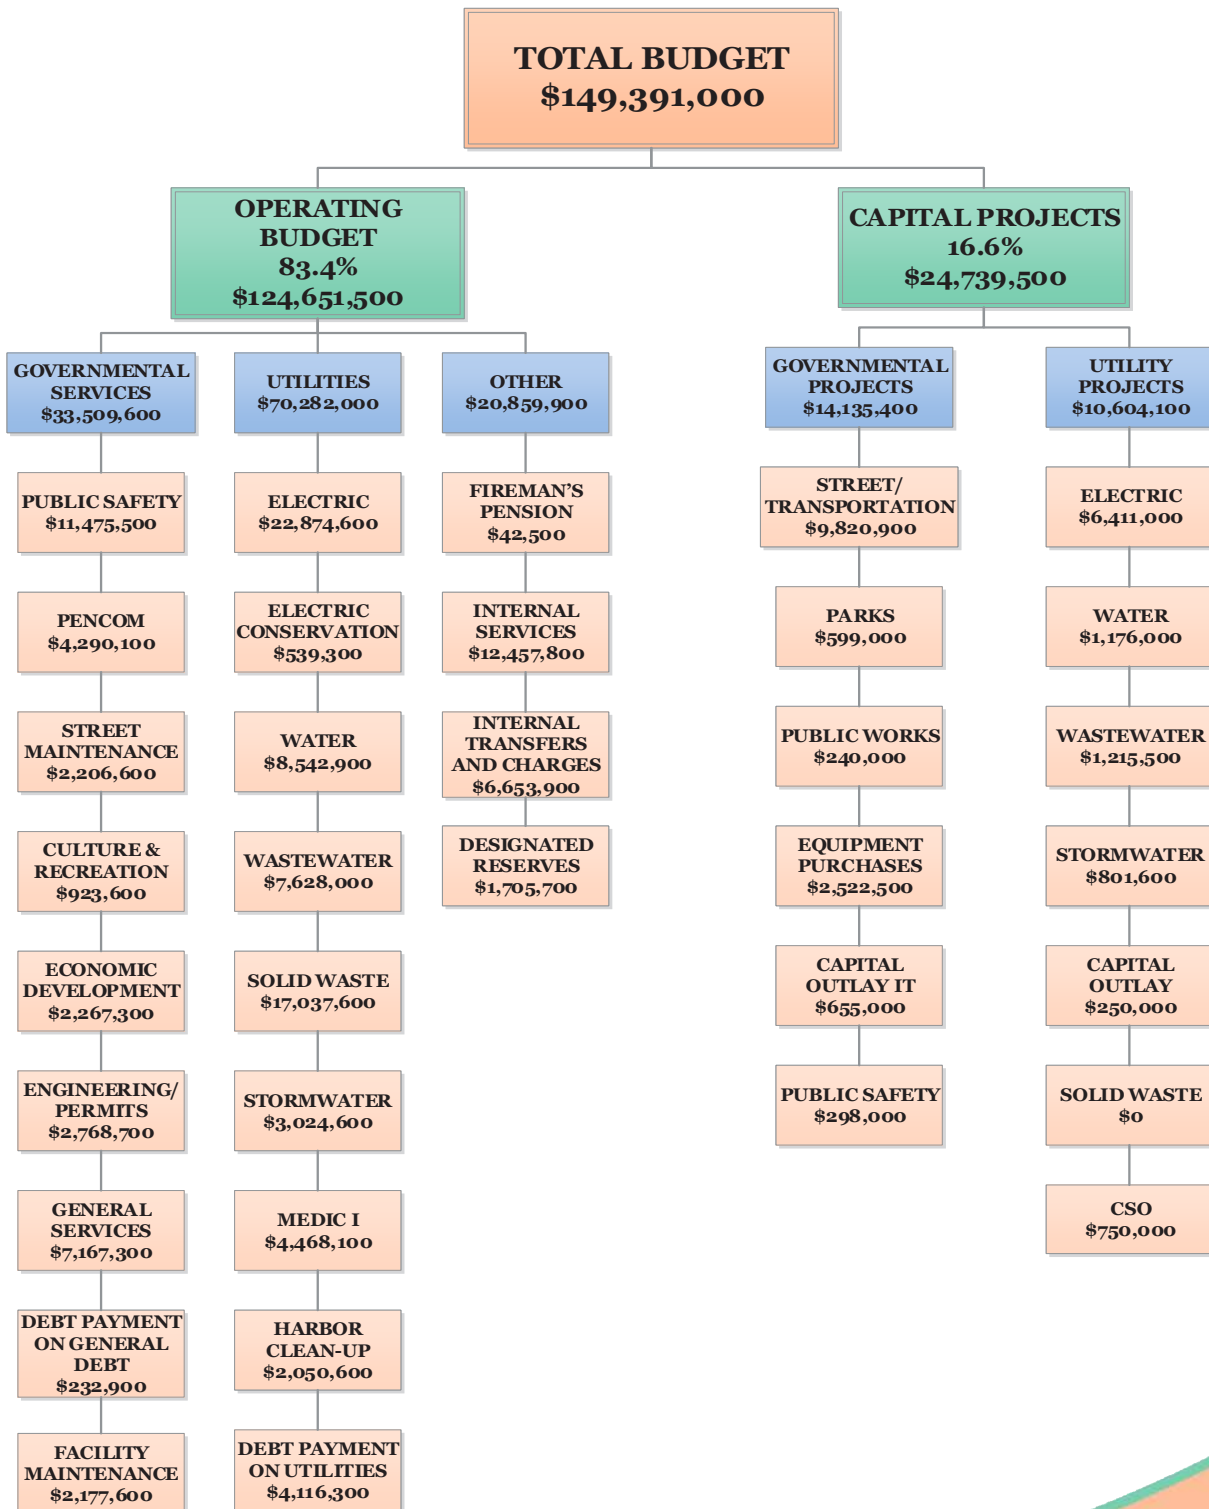 TOTAL BUDGET
$149,391,000
OPERATING
BUDGET
83.4%
$124,651,500
CAPITAL PROJECTS
16.6%
$24,739,500
GOVERNMENTAL
SERVICES
$33,509,600
UTILITIES
$70,282,000
OTHER
$20,859,900
GOVERNMENTAL
PROJECTS
$14,135,400
UTILITY
PROJECTS
$10,604,100
PUBLIC SAFETY
$11,475,500
PENCOM
$4,290,100
STREET
MAINTENANCE
$2,206,600
CULTURE &
RECREATION
$923,600
ECONOMIC
DEVELOPMENT
$2,267,300
ENGINEERING/
PERMITS
$2,768,700
GENERAL
SERVICES
$7,167,300
DEBT PAYMENT
ON GENERAL
DEBT
$232,900
FACILITY
MAINTENANCE
$2,177,600
ELECTRIC
$22,874,600
ELECTRIC
CONSERVATION
$539,300
WATER
$8,542,900
WASTEWATER
$7,628,000
SOLID WASTE
$17,037,600
STORMWATER
$3,024,600
MEDIC I
$4,468,100
HARBOR
CLEAN-UP
$2,050,600
DEBT PAYMENT
ON UTILITIES
$4,116,300
FIREMAN'S
PENSION
$42,500
INTERNAL
SERVICES
$12,457,800
INTERNAL
TRANSFERS
AND CHARGES
$6,653,900
DESIGNATED
RESERVES
$1,705,700
STREET/
TRANSPORTATION
$9,820,900
PARKS
$599,000
PUBLIC WORKS
$240,000
EQUIPMENT
PURCHASES
$2,522,500
CAPITAL
OUTLAY IT
$655,000
PUBLIC SAFETY
$298,000
ELECTRIC
$6,411,000
WATER
$1,176,000
WASTEWATER
$1,215,500
STORMWATER
$801,600
CAPITAL
OUTLAY
$250,000
SOLID WASTE
$0
CSO
$750,000